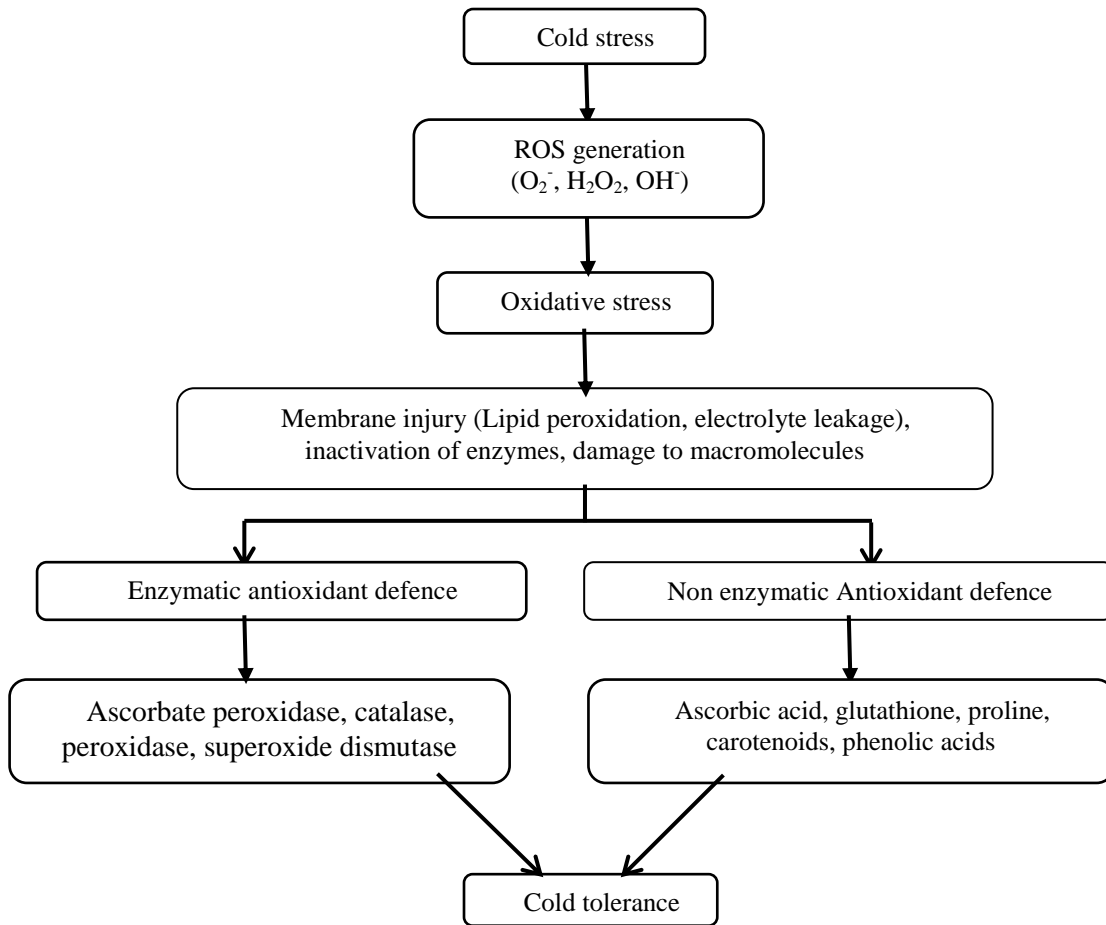 Cold stress
ROS generation
(O₂⁻, H₂O₂, OH⁻)
Oxidative stress
Membrane injury (Lipid peroxidation, electrolyte leakage),
inactivation of enzymes, damage to macromolecules
Enzymatic antioxidant defence
Non enzymatic Antioxidant defence
Ascorbate peroxidase, catalase,
peroxidase, superoxide dismutase
Ascorbic acid, glutathione, proline,
carotenoids, phenolic acids
Cold tolerance